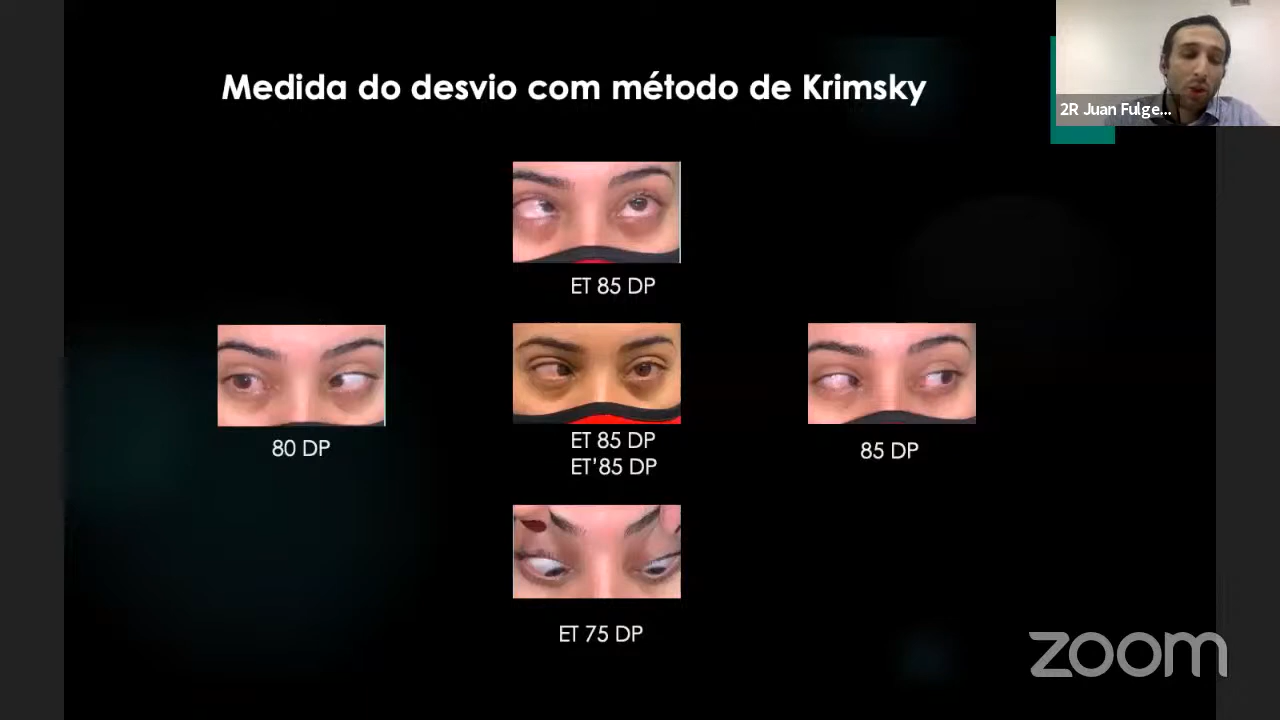 Medida do desvio com método de Krimsky
2R Juan Fulge...
ET 85 DP
80 DP
ET 85 DP
ET'85 DP
85 DP
ET 75 DP
zoom